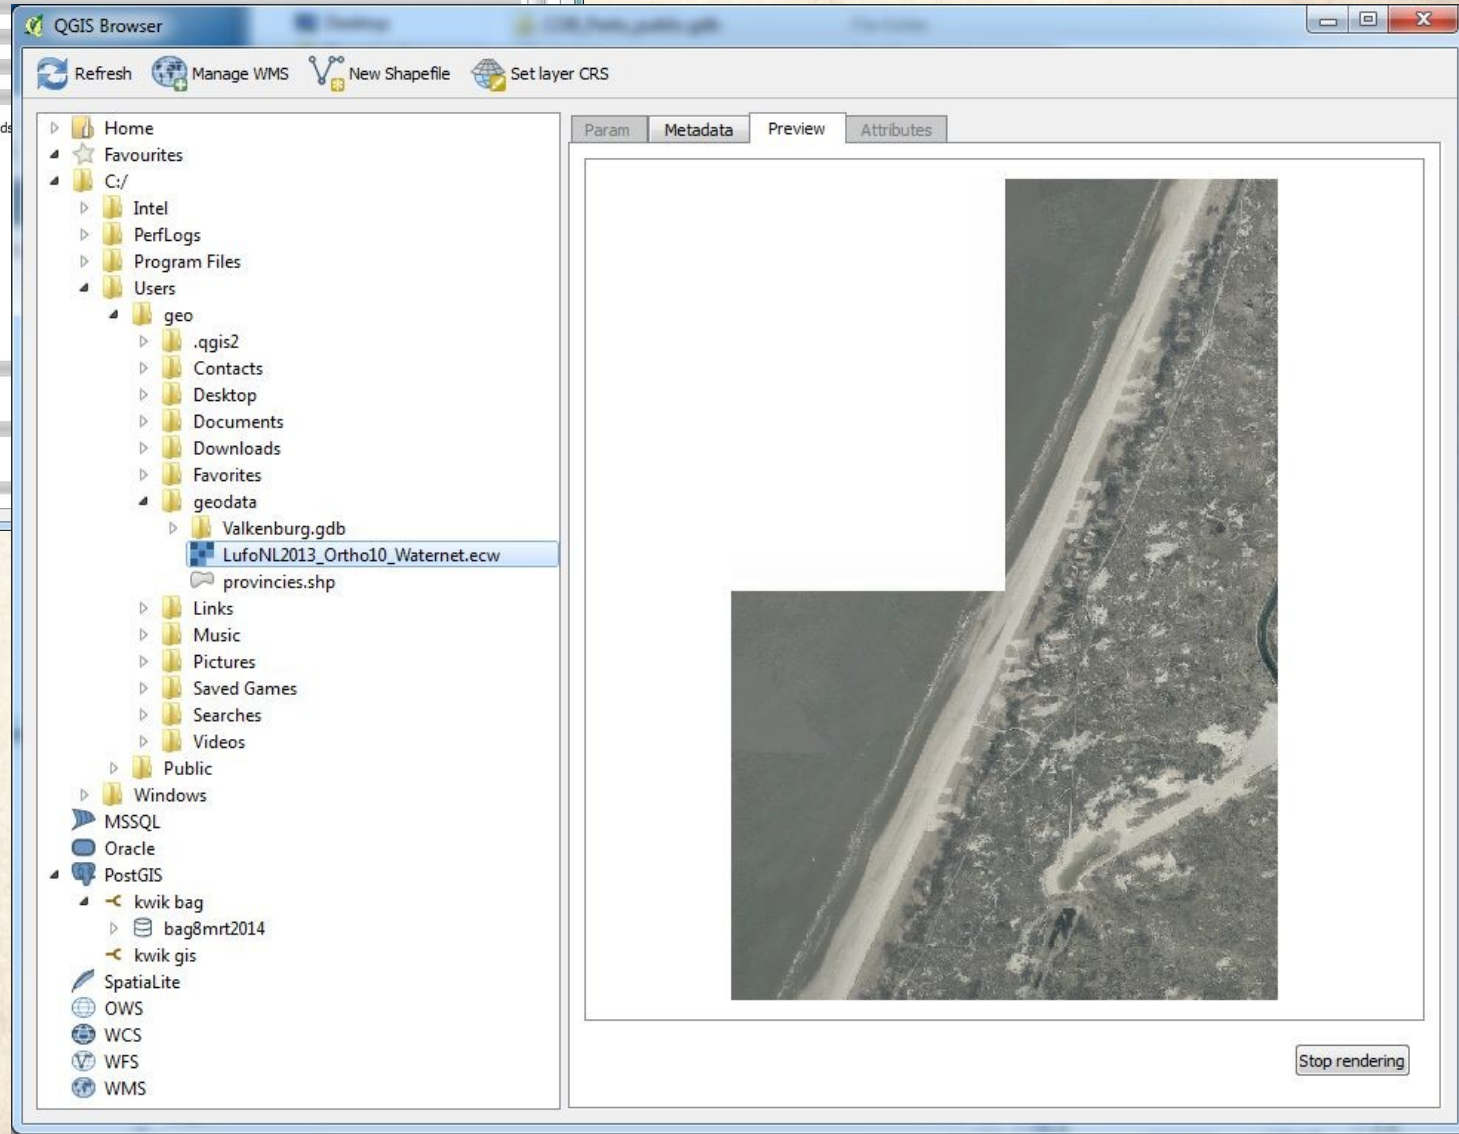 QGIS Browser
Refresh Manage WMS New Shapefile Set layer CRS
Home
Favourites
C:/
Intel
PerfLogs
Program Files
Users
geo
.qgis2
Contacts
Desktop
Documents
Downloads
Favorites
geodata
Valkenburg.gdb
LufoNL2013_Ortho10_Waternet.ecw
provincies.shp
Links
Music
Pictures
Saved Games
Searches
Videos
Public
Windows
MSSQL
Oracle
PostGIS
kwik bag
bag8mrt2014
kwik gis
SpatiaLite
OWS
WCS
WFS
WMS
Param Metadata Preview Attributes
Stop rendering